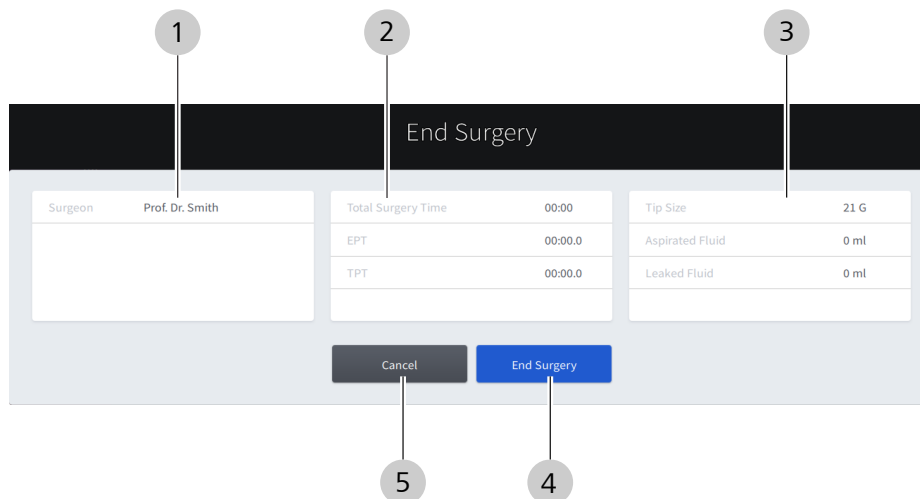 1 2 3
End Surgery
Surgeon Prof. Dr. Smith
Total Surgery Time 00:00
EPT 00:00.0
TPT 00:00.0
Tip Size 21 G
Aspirated Fluid 0 ml
Leaked Fluid 0 ml
Cancel End Surgery
5 4